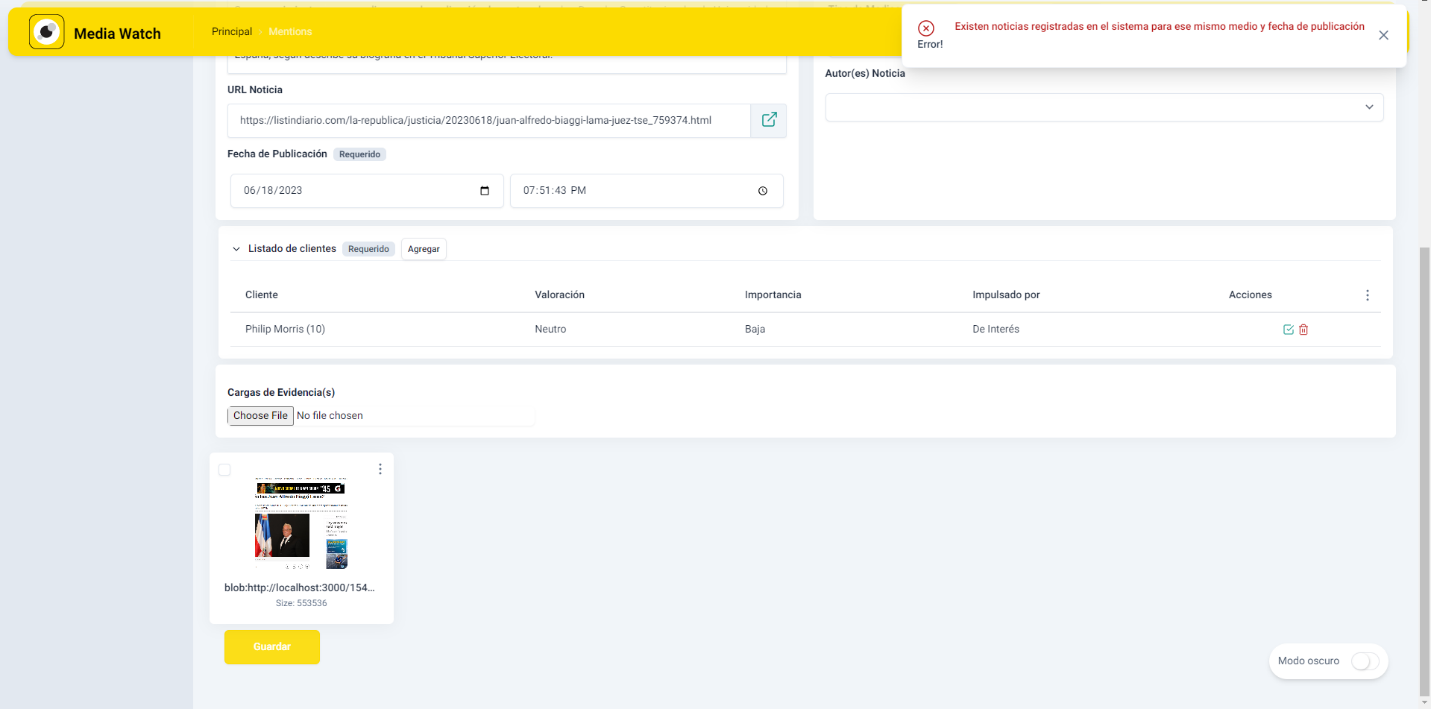 Media Watch
Principal
Mentions
Existen noticias registradas en el sistema para ese mismo medio y fecha de publicación
Error!
España, según describe su biografía en el Tribunal Superior Electoral.
URL Noticia
https://listindiario.com/la-republica/justicia/20230618/juan-alfredo-biaggi-lama-juez-tse_759374.html
Autor(es) Noticia
Fecha de Publicación Requerido
06/18/2023 07:51:43 PM
Listado de clientes Requerido Agregar
Cliente Valoración Importancia Impulsado por Acciones
Philip Morris (10) Neutro Baja De Interés
Cargas de Evidencia(s)
Choose File No file chosen
blob:http://localhost:3000/154...
Size: 553536
Guardar
Modo oscuro